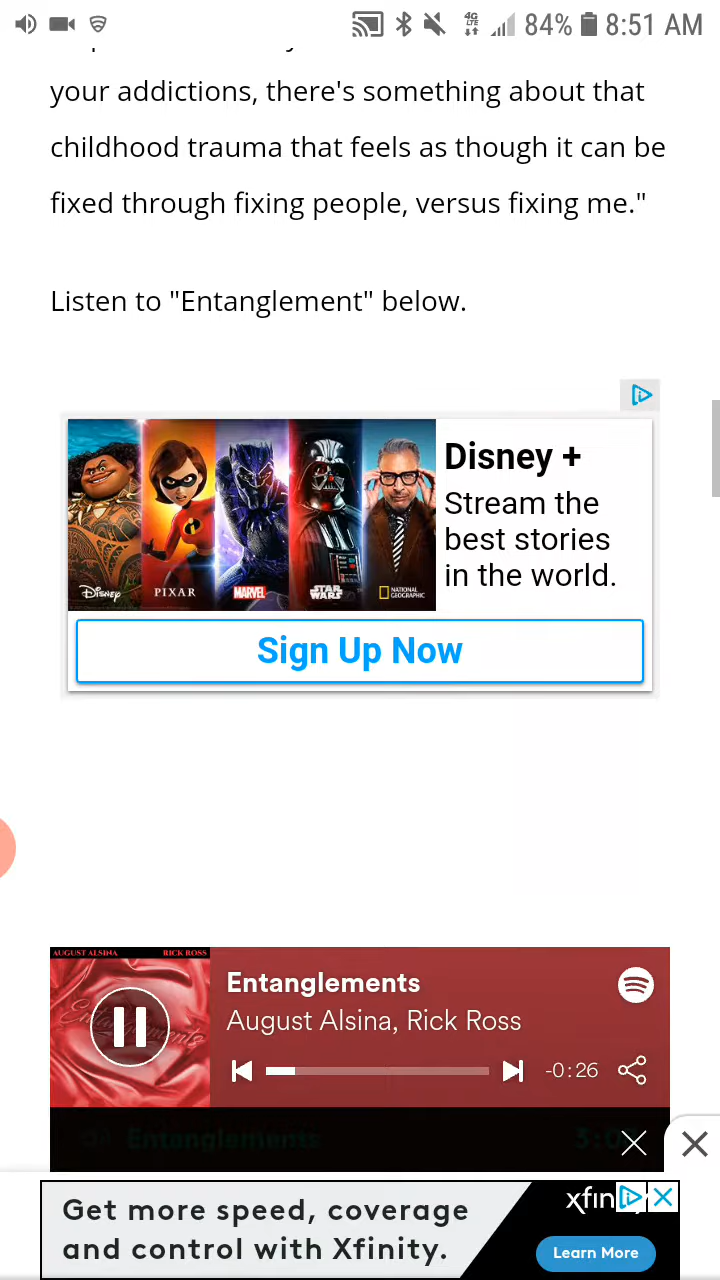 84% 8:51 AM
your addictions, there's something about that
childhood trauma that feels as though it can be
fixed through fixing people, versus fixing me."
Listen to "Entanglement" below.
Disney +
Stream the
best stories
in the world.
Disney PIXAR MARVEL STAR WARS NATIONAL GEOGRAPHIC
Sign Up Now
AUGUST ALSINA RICK ROSS
Entanglements
August Alsina, Rick Ross
-0:26
Entanglements
Get more speed, coverage
and control with Xfinity.
xfin
Learn More